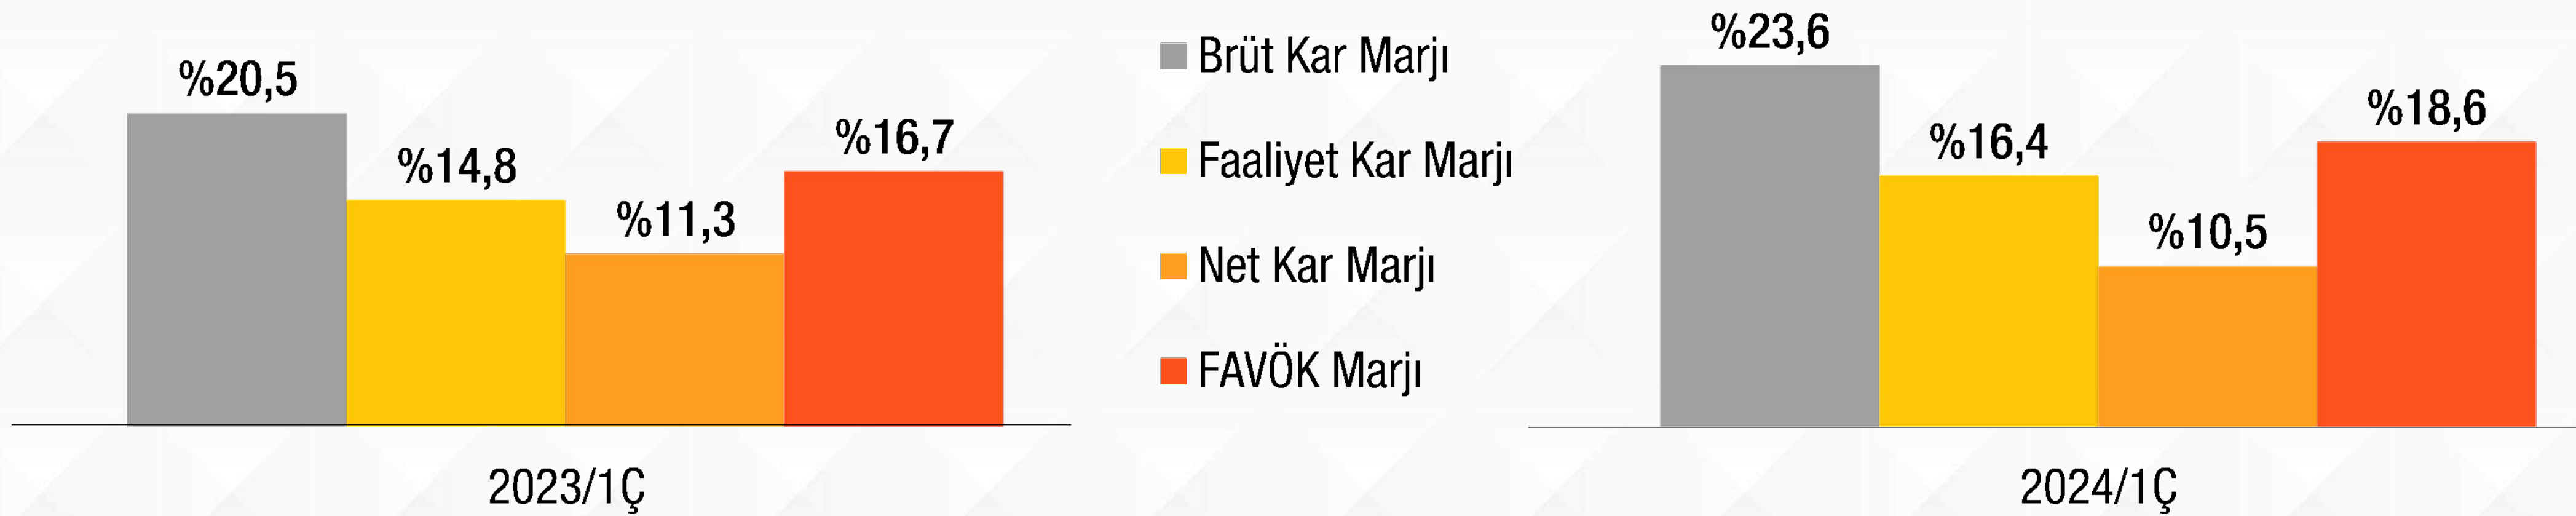 %20,5
%14,8
%11,3
%16,7
2023/1Ç
Brüt Kar Marjı
Faaliyet Kar Marjı
Net Kar Marjı
FAVÖK Marjı
%23,6
%16,4
%10,5
%18,6
2024/1Ç